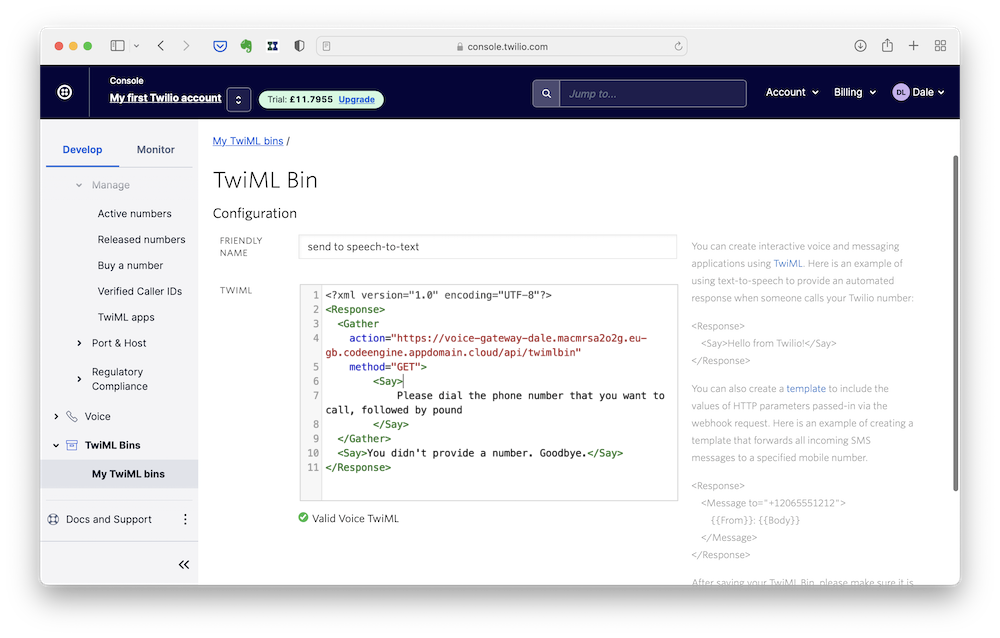 console.twilio.com
Console
My first Twilio account
Trial: £11.7955 Upgrade
Jump to...
Account
Billing
DL Dale
Develop
Monitor
Manage
Active numbers
Released numbers
Buy a number
Verified Caller IDs
TwiML apps
Port & Host
Regulatory
Compliance
Voice
TwiML Bins
My TwiML bins
Docs and Support
My TwiML bins /
TwiML Bin
Configuration
FRIENDLY
NAME
send to speech-to-text
TWIML
1 <?xml version="1.0" encoding="UTF-8"?>
2 <Response>
3 <Gather
4 action="https://voice-gateway-dale.macmrsa2o2g.eu-
gb.codeengine.appdomain.cloud/api/twimlbin"
5 method="GET">
6 <Say>
7 Please dial the phone number that you want to
call, followed by pound
8 </Say>
9 </Gather>
10 <Say>You didn't provide a number. Goodbye.</Say>
11 </Response>
Valid Voice TwiML
You can create interactive voice and messaging
applications using TwiML. Here is an example of
using text-to-speech to provide an automated
response when someone calls your Twilio number:
<Response>
<Say>Hello from Twilio!</Say>
</Response>
You can also create a template to include the
values of HTTP parameters passed-in via the
webhook request. Here is an example of creating a
template that forwards all incoming SMS
messages to a specified mobile number.
<Response>
<Message to="+12065551212">
{{From}}: {{Body}}
</Message>
</Response>
After saving your TwiML Bin, please make sure it is